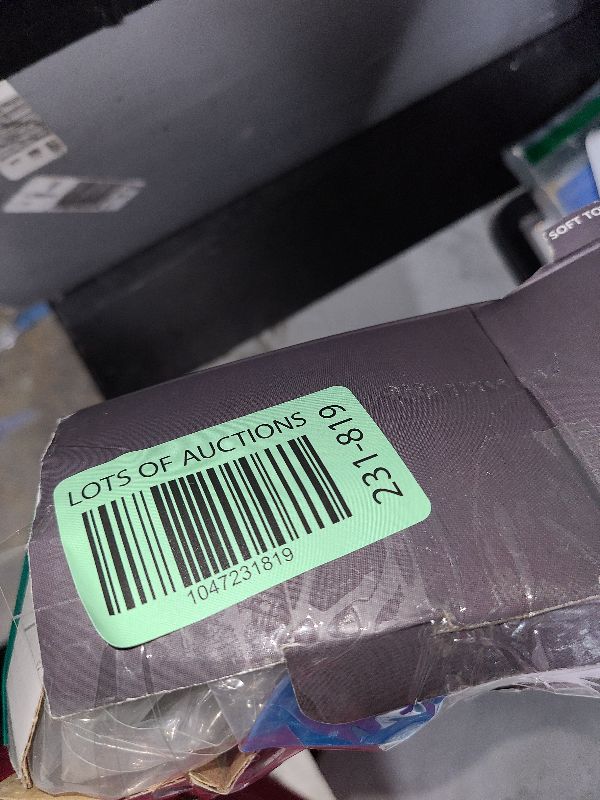 SOFT TO
LOTS OF AUCTIONS
231-819
1047231819